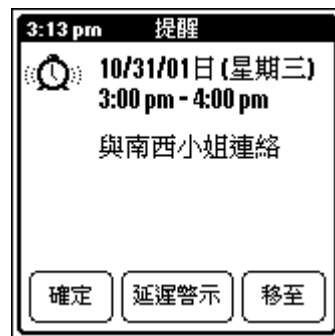 3:13 pm 提醒
10/31/01日 (星期三)
3:00 pm - 4:00 pm
與南西小姐連絡
確定 延遲警示 移至